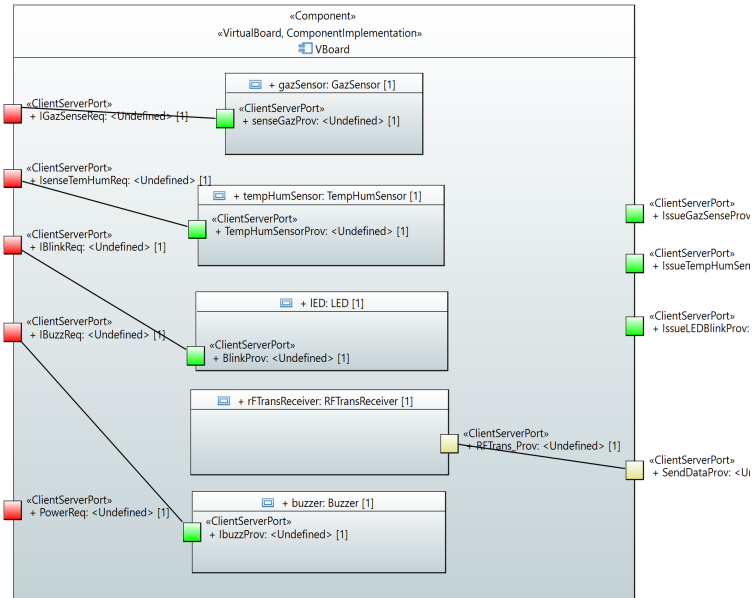 «Component»
«VirtualBoard, ComponentImplementation»
VBoard
+ gazSensor: GazSensor [1]
«ClientServerPort»
+ IGazSenseReq: <Undefined> [1]
«ClientServerPort»
+ senseGazProv: <Undefined> [1]
«ClientServerPort»
+ IsenseTemHumReq: <Undefined> [1]
+ tempHumSensor: TempHumSensor [1]
«ClientServerPort»
+ TempHumSensorProv: <Undefined> [1]
«ClientServerPort»
+ IssueGazSenseProv
«ClientServerPort»
+ IBlinkReq: <Undefined> [1]
«ClientServerPort»
+ IssueTempHumSen
+ lED: LED [1]
«ClientServerPort»
+ IBuzzReq: <Undefined> [1]
«ClientServerPort»
+ BlinkProv: <Undefined> [1]
«ClientServerPort»
+ IssueLEDBlinkProv:
+ rFTransReceiver: RFTransReceiver [1]
«ClientServerPort»
+ RFTrans_Prov: <Undefined> [1]
«ClientServerPort»
+ SendDataProv: <U
«ClientServerPort»
+ PowerReq: <Undefined> [1]
+ buzzer: Buzzer [1]
«ClientServerPort»
+ IbuzzProv: <Undefined> [1]